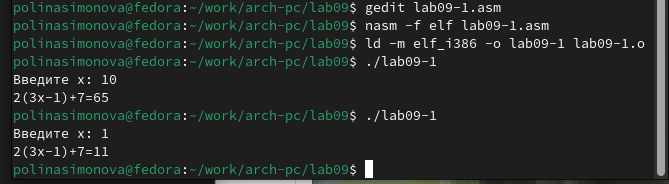 polinasimonova@fedora:~/work/arch-pc/lab09$ gedit lab09-1.asm
polinasimonova@fedora:~/work/arch-pc/lab09$ nasm -f elf lab09-1.asm
polinasimonova@fedora:~/work/arch-pc/lab09$ ld -m elf_i386 -o lab09-1 lab09-1.o
polinasimonova@fedora:~/work/arch-pc/lab09$ ./lab09-1
Введите x: 10
2(3x-1)+7=65
polinasimonova@fedora:~/work/arch-pc/lab09$ ./lab09-1
Введите x: 1
2(3x-1)+7=11
polinasimonova@fedora:~/work/arch-pc/lab09$